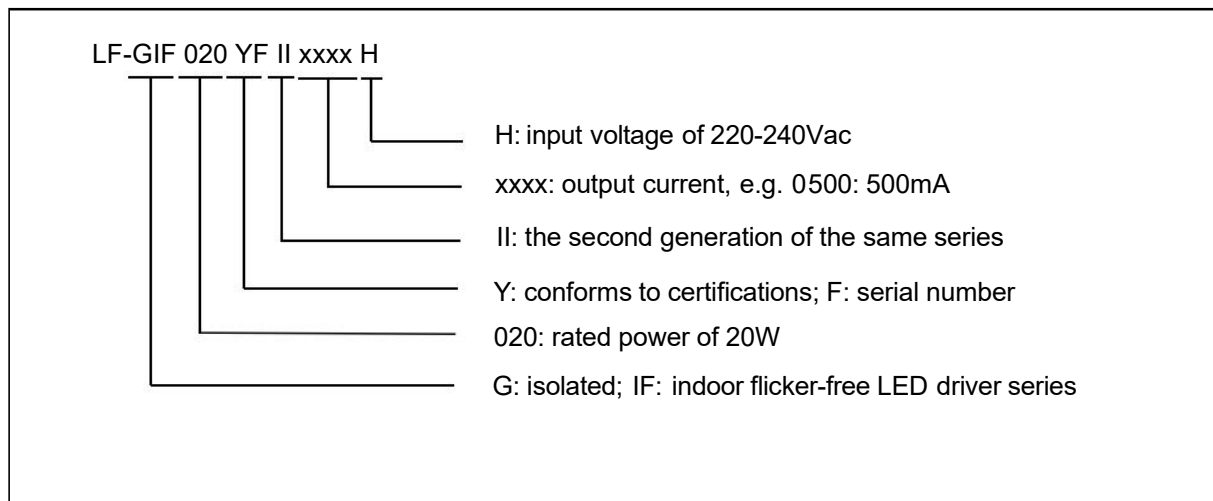 LF-GIF 020 YF II xxxx H
H: input voltage of 220-240Vac
xxxx: output current, e.g. 0500: 500mA
II: the second generation of the same series
Y: conforms to certifications; F: serial number
020: rated power of 20W
G: isolated; IF: indoor flicker-free LED driver series